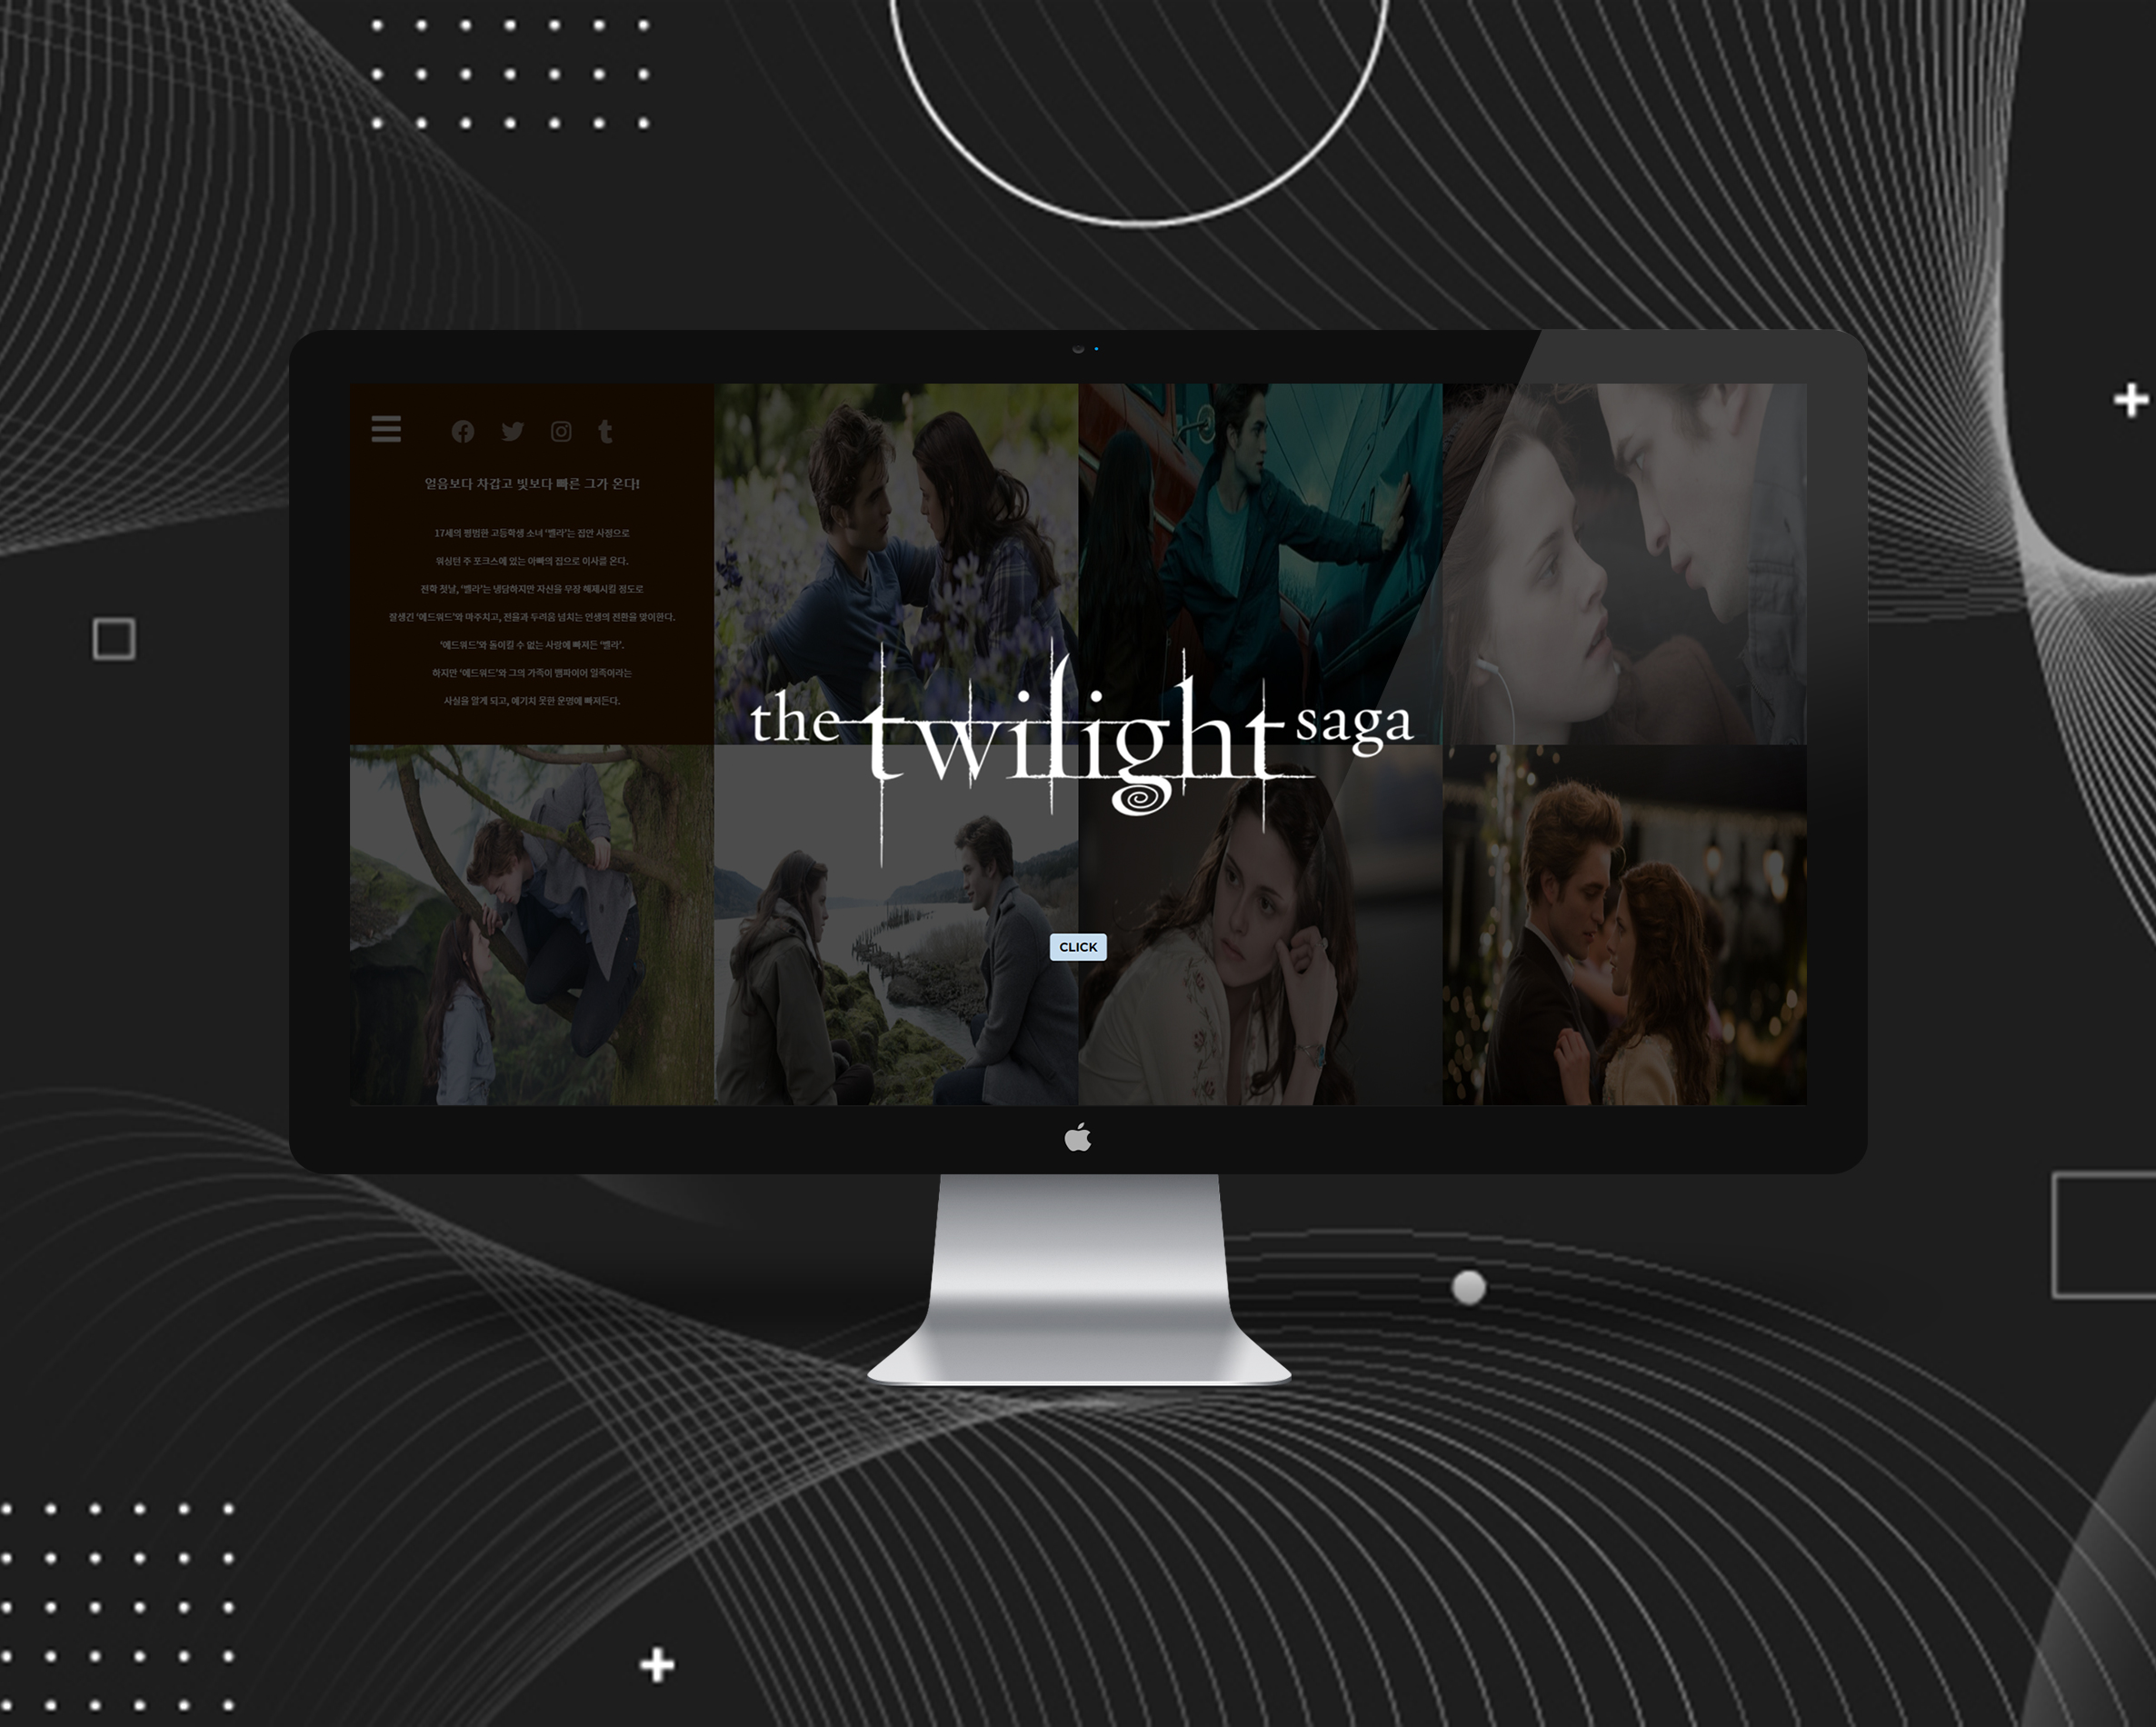 얼음보다 차갑고 빛보다 빠른 그가 온다!
17세의 평범한 고등학생 소녀 '벨라'는 집안 사정으로
워싱턴 주 포크스에 있는 아빠의 집으로 이사를 온다.
전학 첫날, '벨라'는 냉담하지만 자신을 무장 해제시킬 정도로
잘생긴 '에드워드'와 마주치고, 전율과 두려움 넘치는 인생의 전환을 맞이한다.
'에드워드'와 돌이킬 수 없는 사랑에 빠져든 '벨라'.
하지만 '에드워드'와 그의 가족이 뱀파이어 일족이라는
사실을 알게 되고, 예기치 못한 운명에 빠져든다.
the twilight saga
CLICK